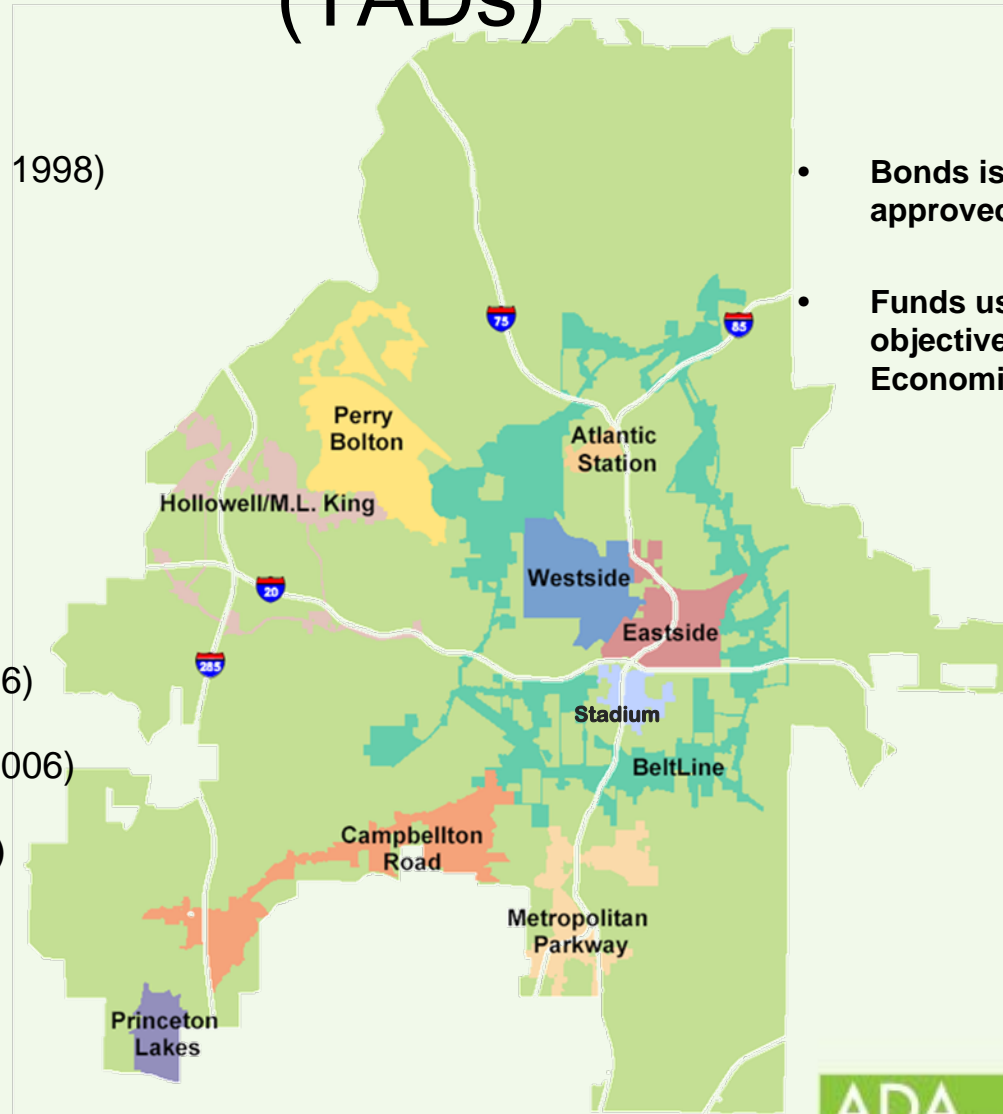 (TADs)
1998)
• Bonds is
approved
• Funds us
objective
Economi
75
85
Perry
Bolton
Atlantic
Station
Hollowell/M.L. King
Westside
20
Eastside
285
6)
Stadium
006)
BeltLine
)
Campbellton
Road
Metropolitan
Parkway
Princeton
Lakes
ADA